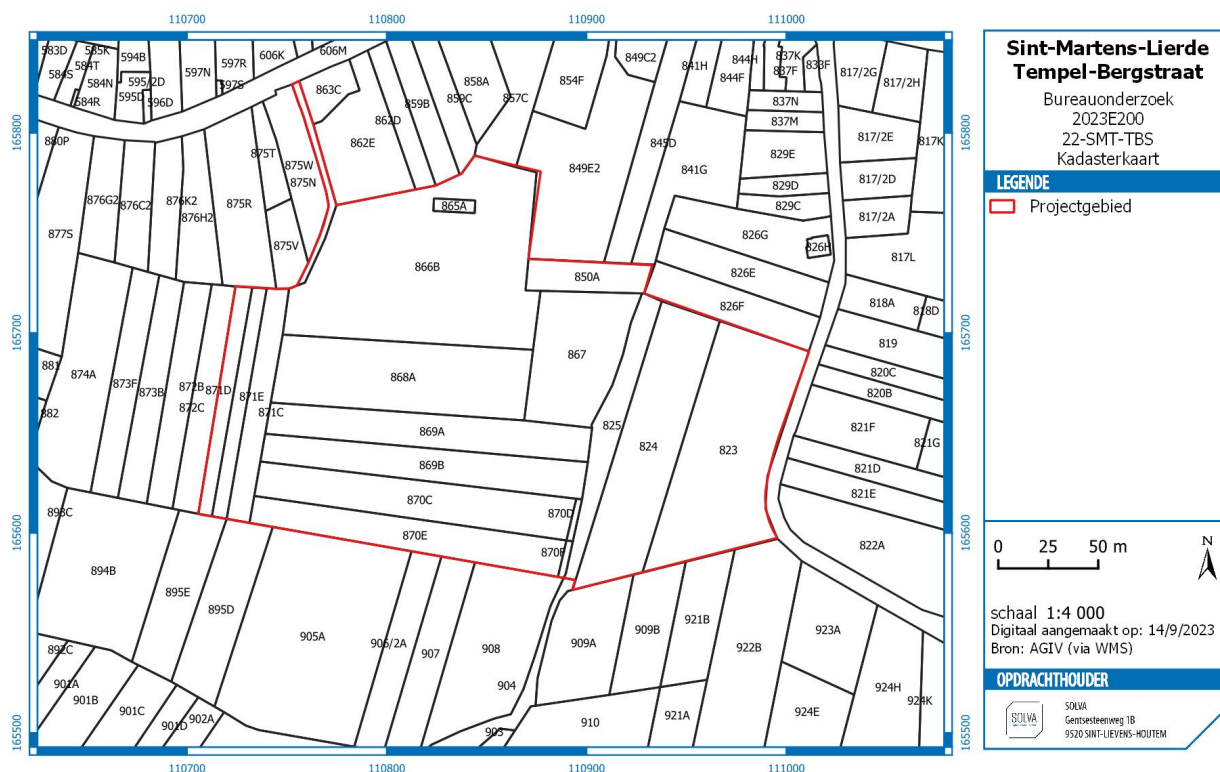 110700 110800 110900 111000
583D 585K 594B 597N 597R 606K 606M
584T 584S 584N 595/2D 597S
584R 595D 596D
863C 859B 858A 859C 857C 854F 849C2 841H 844H 844F 837K 837F 833F 817/2G 817/2H
165800 165800
880P 862D 862E 837N 837M 817/2E 817K
875T 875W 875N 849E2 845D 841G 829E
876G2 876C2 876K2 876H2 875R 829D 829C 817/2D 817/2A
877S 875V 865A 866B 826G 826H 817L
850A 826E 826F 818A 818D
165700 165700
881 882 874A 873F 873B 872B 872C 871D 871E 871C
868A 867 819 820C 820B
869A 825 824 823 821F 821G
869B 821D 821E
870C 870D 870E 870F
893C 822A
165600 165600
894B 895E 895D 905A 906/2A 907 908 904
909A 909B 921B 922B 923A
892C 901A 901B 901C 901D 902A
903 910 921A 924E 924H 924K
165500 165500
110700 110800 110900 111000
Sint-Martens-Lierde
Tempel-Bergstraat
Bureauonderzoek
2023E200
22-SMT-TBS
Kadasterkaart
LEGENDE
Projectgebied
0 25 50 m
N
schaal 1:4 000
Digitaal aangemaakt op: 14/9/2023
Bron: AGIV (via WMS)
OPDRACHTHOUDER
SOLVA
SOLVA
Gentsesteenweg 1B
9520 SINT-LIEVENS-HOUTEM